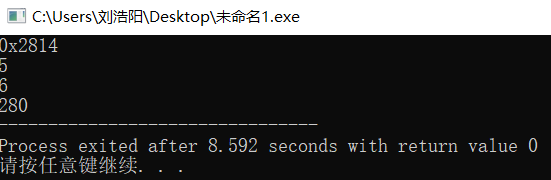 C:\Users\刘浩阳\Desktop\未命名1.exe
0x2814
5
6
280
--------------------------------
Process exited after 8.592 seconds with return value 0
请按任意键继续. . .